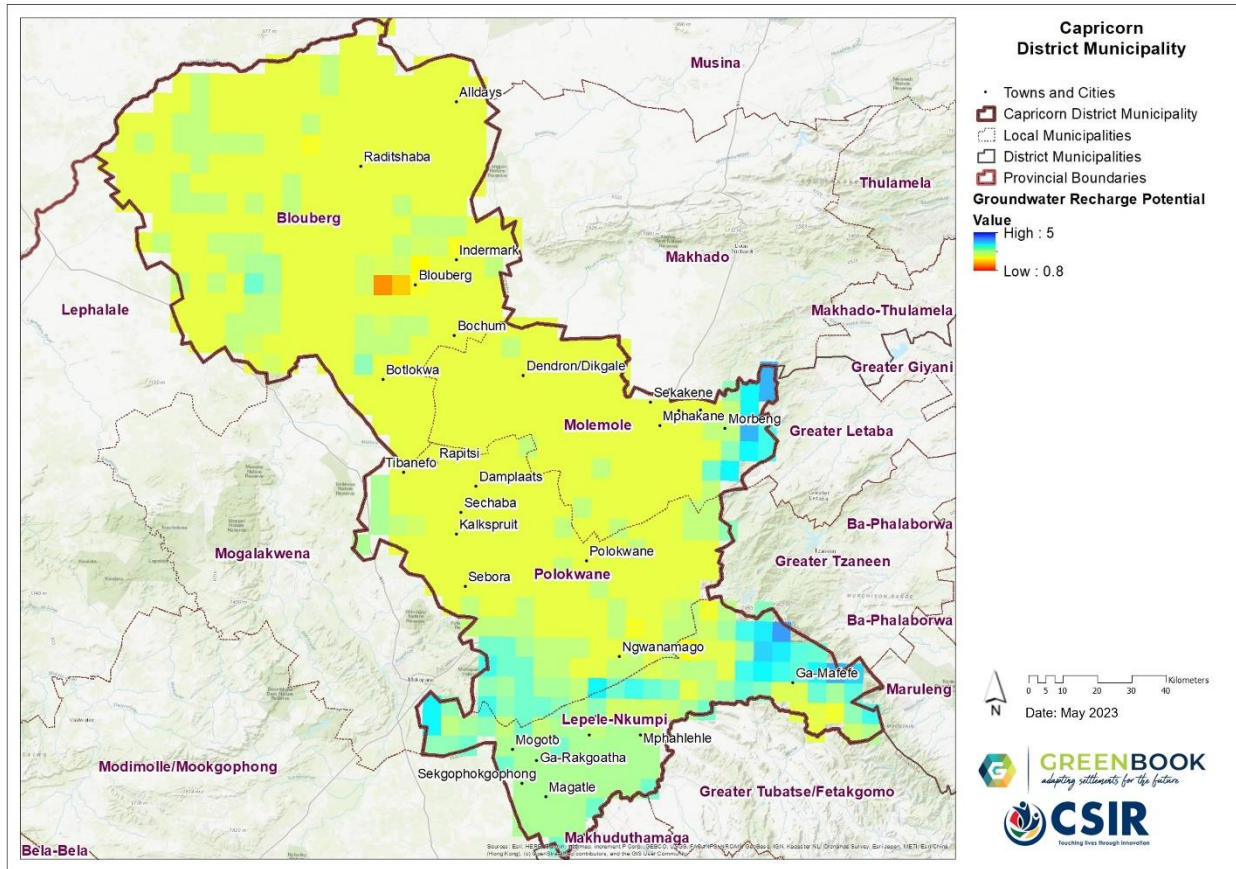 Capricorn
District Municipality
Towns and Cities
Capricorn District Municipality
Local Municipalities
District Municipalities
Provincial Boundaries
Groundwater Recharge Potential
Value
High : 5
Low : 0.8
Musina
Alldays
Raditshaba
Thulamela
Blouberg
Indermark
Makhado
Blouberg
Lephalale
Makhado-Thulamela
Bochum
Greater Giyani
Botlokwa
Dendron/Dikgale
Sekakene
Mphakane
Morbeng
Molemole
Greater Letaba
Rapitsi
Tibanefo
Damplaats
Sechaba
Kalkspruit
Ba-Phalaborwa
Mogalakwena
Polokwane
Greater Tzaneen
Polokwane
Sebora
Ba-Phalaborwa
Ngwanamago
Ga-Mafefe
Maruleng
Lepele-Nkumpi
Mogoto
Mphahlehle
Ga-Rakgoatha
Modimolle/Mookgophong
Sekgophokgophong
Magatle
Greater Tubatse/Fetakgomo
Makhuduthamaga
Bela-Bela
N
Kilometers
0 5 10 20 30 40
Date: May 2023
G
GREENBOOK
adapting settlements for the future
CSIR
Touching lives through innovation